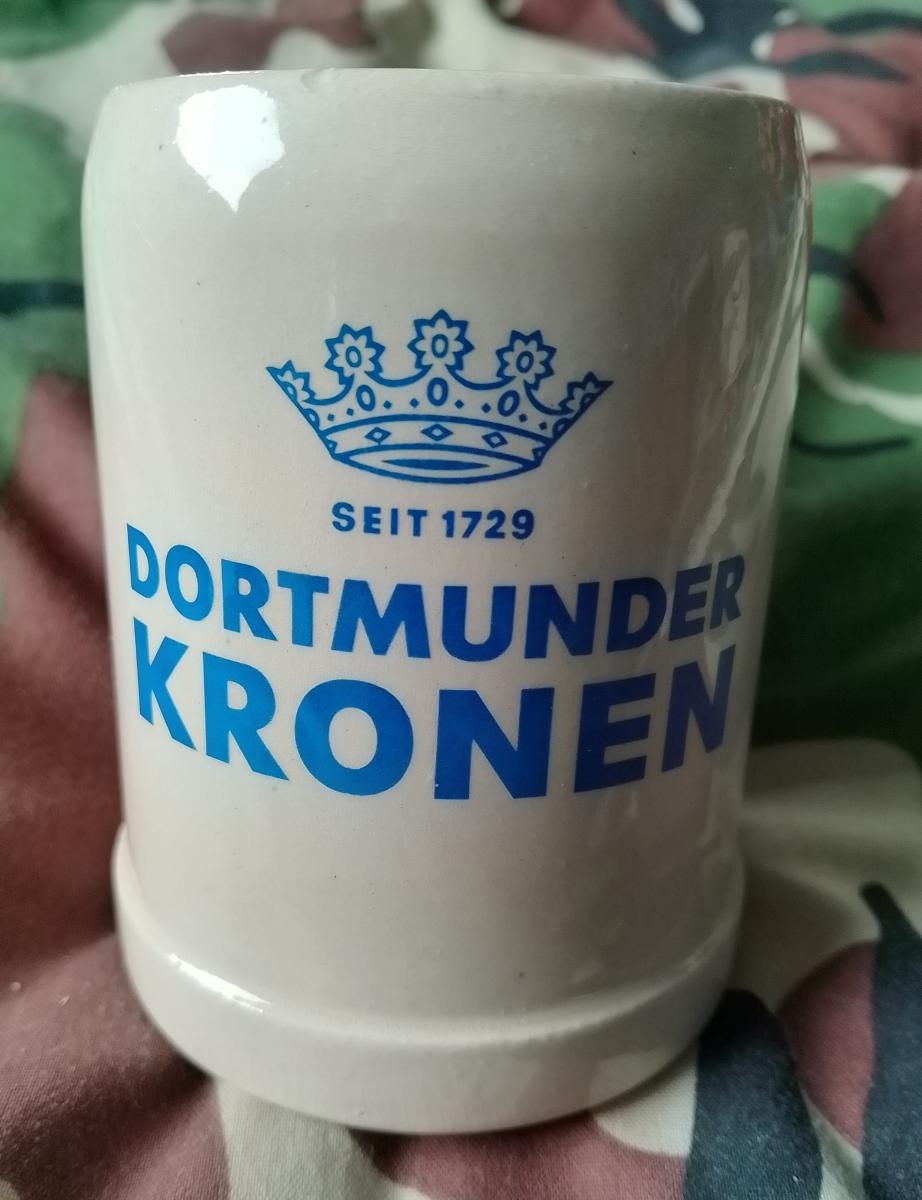 SEIT 1729
DORTMUNDER
KRONEN